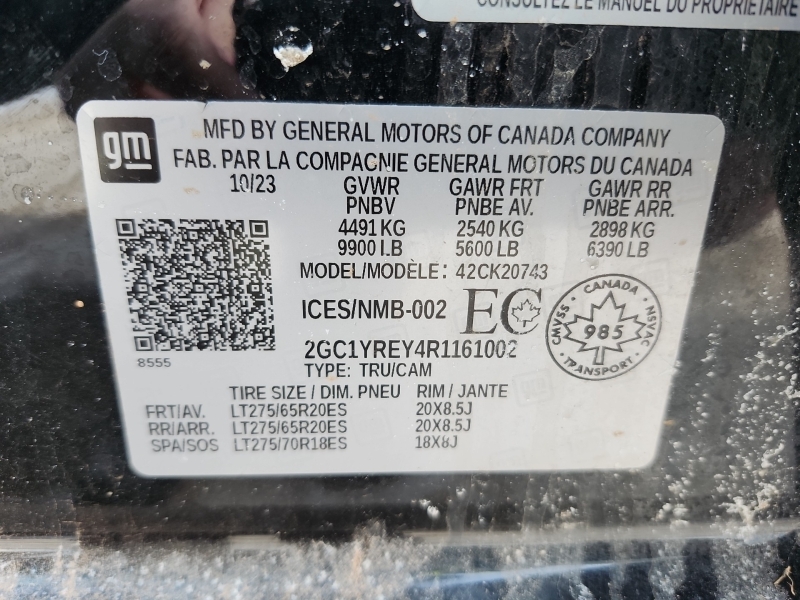 CONSULTEZ LE MANUEL DU PROPRIÉTAIRE
gm
MFD BY GENERAL MOTORS OF CANADA COMPANY
FAB. PAR LA COMPAGNIE GENERAL MOTORS DU CANADA
10/23 GVWR GAWR FRT GAWR RR
PNBV PNBE AV. PNBE ARR.
4491 KG 2540 KG 2898 KG
9900 LB 5600 LB 6390 LB
MODEL/MODÈLE: 42CK20743
ICES/NMB-002 EC
CANADA
CMVSS 985 NSVAC
TRANSPORT
8555
2GC1YREY4R1161002
TYPE: TRU/CAM
TIRE SIZE / DIM. PNEU RIM / JANTE
FRT/AV. LT275/65R20ES 20X8.5J
RR/ARR. LT275/65R20ES 20X8.5J
SPA/SOS LT275/70R18ES 18X8J